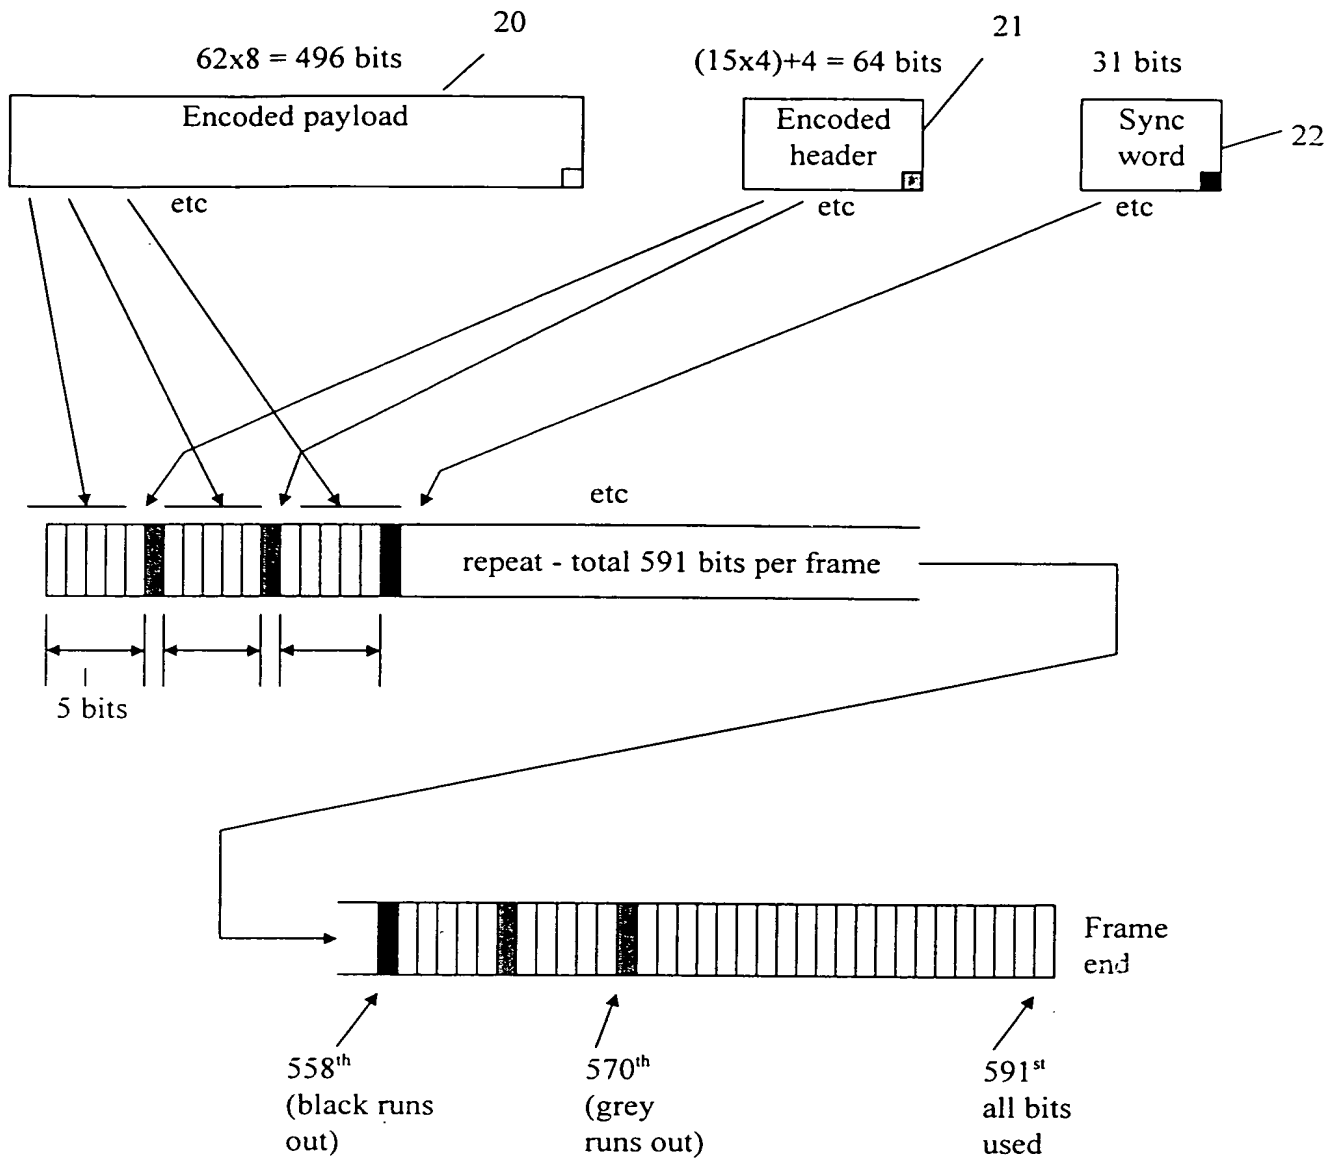 20
21
62x8 = 496 bits
(15x4)+4 = 64 bits
31 bits
Encoded payload
Encoded
header
Sync
word
22
etc
etc
etc
etc
repeat - total 591 bits per frame
5 bits
Frame
end
558th
(black runs
out)
570th
(grey
runs out)
591st
all bits
used